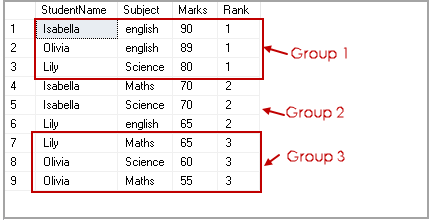 StudentName Subject Marks Rank
1 Isabella english 90 1
2 Olivia english 89 1
3 Lily Science 80 1
4 Isabella Maths 70 2
5 Isabella Science 70 2
6 Lily english 65 2
7 Lily Maths 65 3
8 Olivia Science 60 3
9 Olivia Maths 55 3
Group 1
Group 2
Group 3